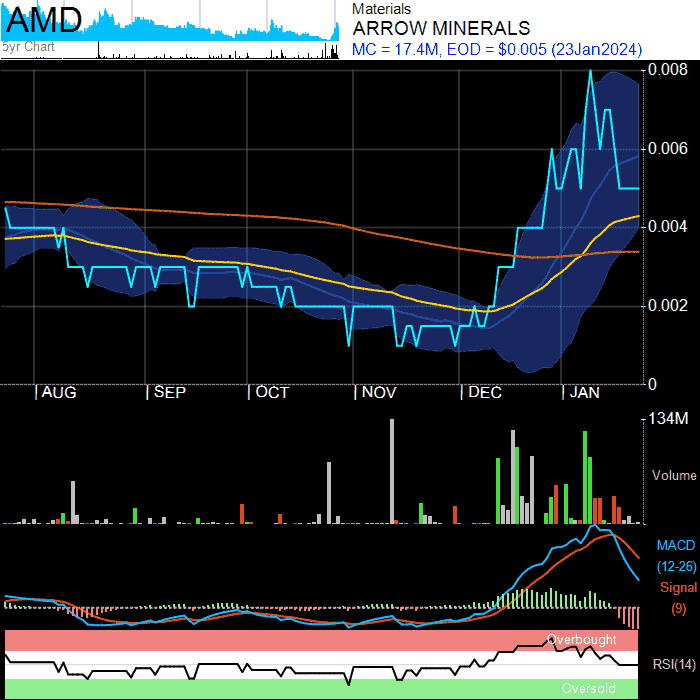 AMD
5yr Chart
Materials
ARROW MINERALS
MC = 17.4M, EOD = $0.005 (23Jan2024)
0.008
0.006
0.004
0.002
0
| AUG | SEP | OCT | NOV | DEC | JAN
134M
Volume
MACD
(12-26)
Signal
(9)
Overbought
RSI(14)
Oversold